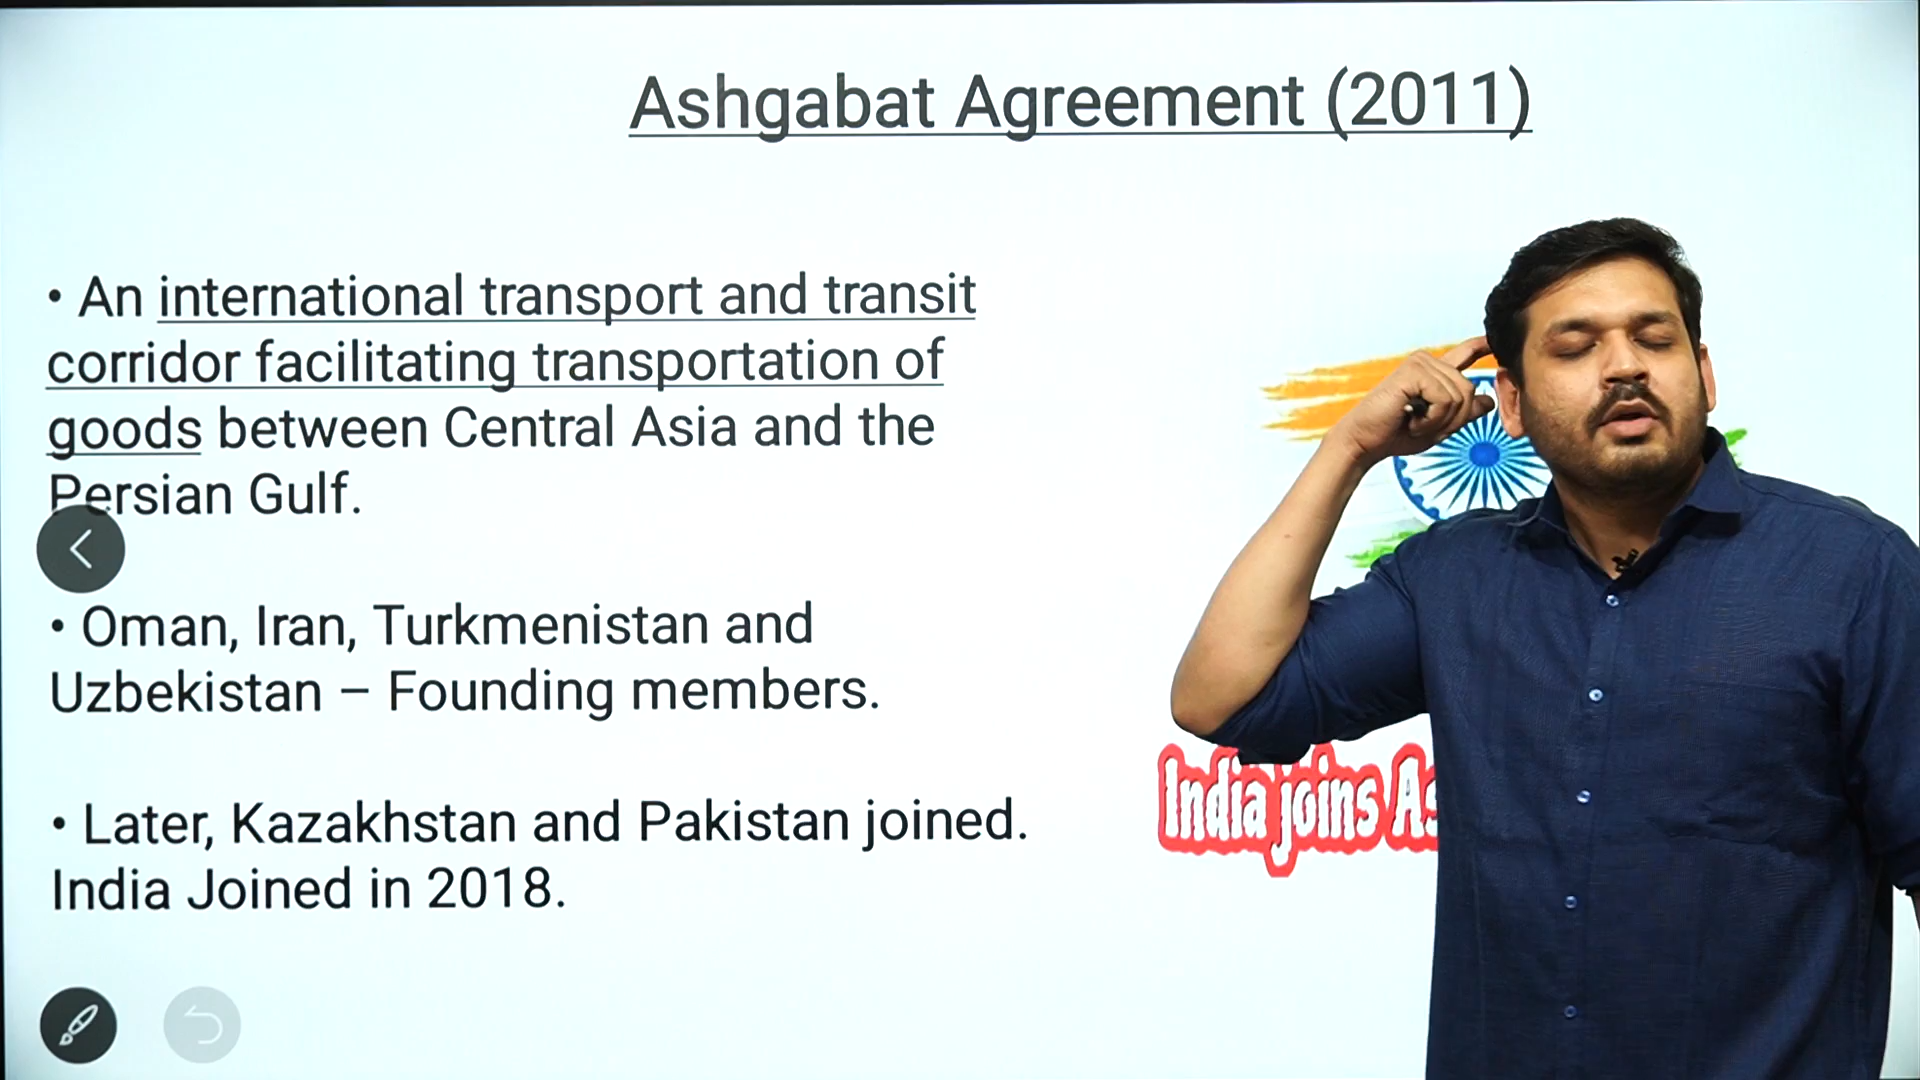 Ashgabat Agreement (2011)
• An international transport and transit
corridor facilitating transportation of
goods between Central Asia and the
Persian Gulf.
• Oman, Iran, Turkmenistan and
Uzbekistan – Founding members.
• Later, Kazakhstan and Pakistan joined.
India Joined in 2018.
India joins